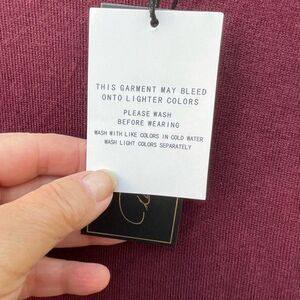 THIS GARMENT MAY BLEED
ONTO LIGHTER COLORS
PLEASE WASH
BEFORE WEARING
WASH WITH LIKE COLORS IN COLD WATER
WASH LIGHT COLORS SEPARATELY